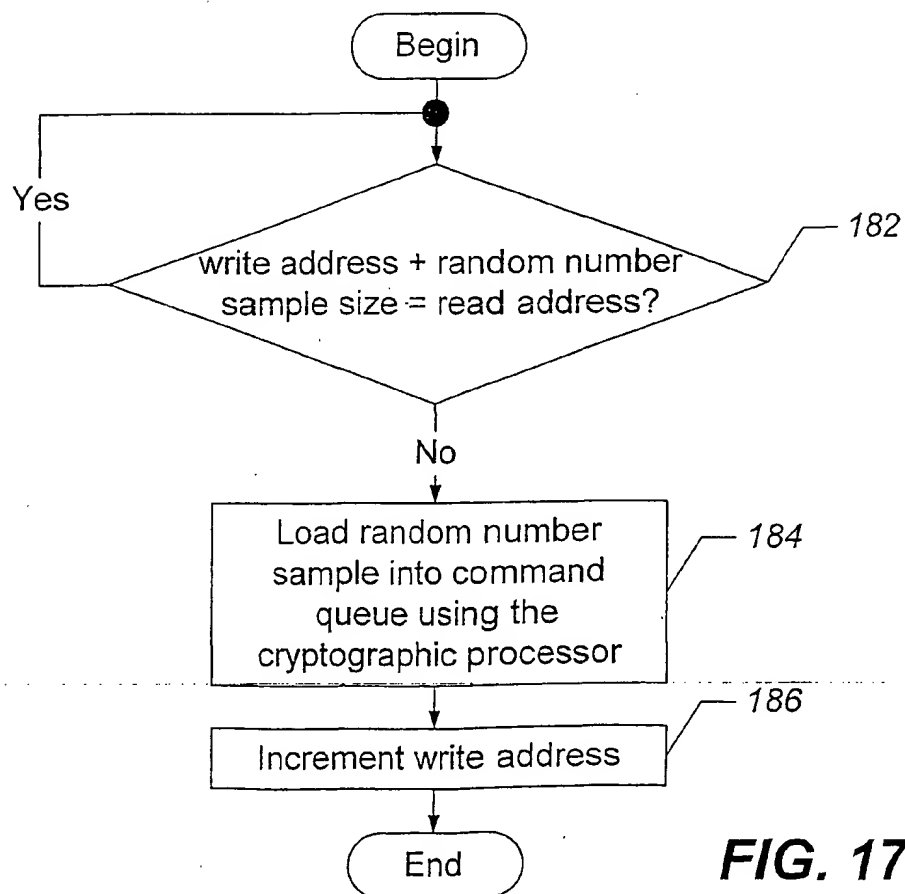 Begin
Yes
write address + random number
sample size = read address?
182
No
Load random number
sample into command
queue using the
cryptographic processor
184
186
Increment write address
End
FIG. 17